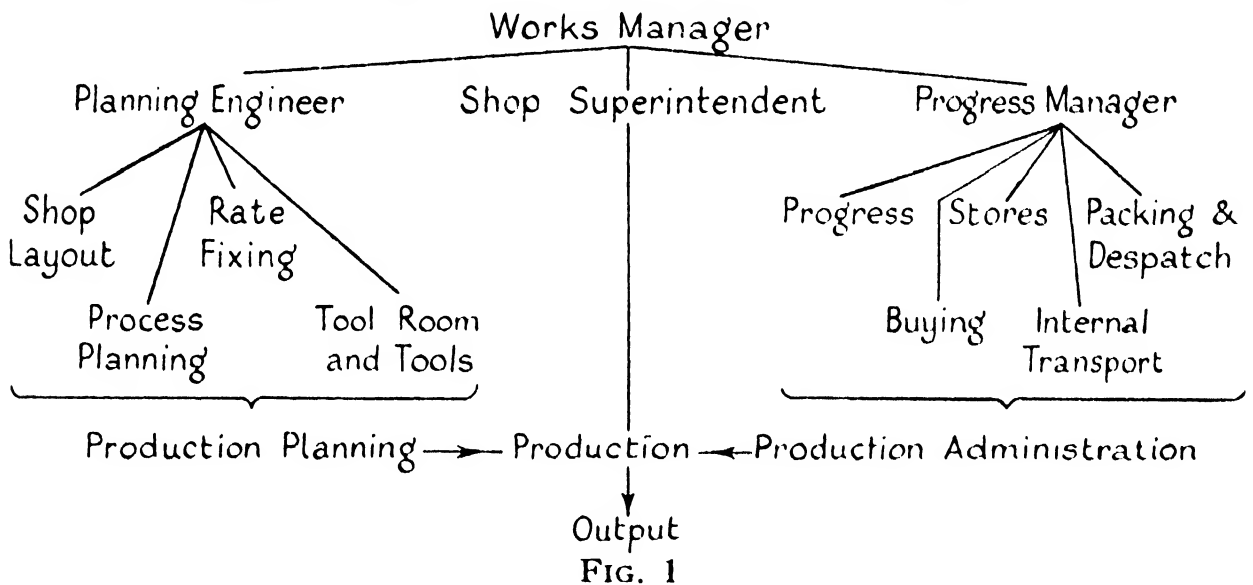 Works Manager
Planning Engineer
Shop Superintendent
Progress Manager
Shop
Layout
Rate
Fixing
Process
Planning
Tool Room
and Tools
Progress
Stores
Packing &
Despatch
Buying
Internal
Transport
Production Planning
Production
Production Administration
Output
FIG. 1